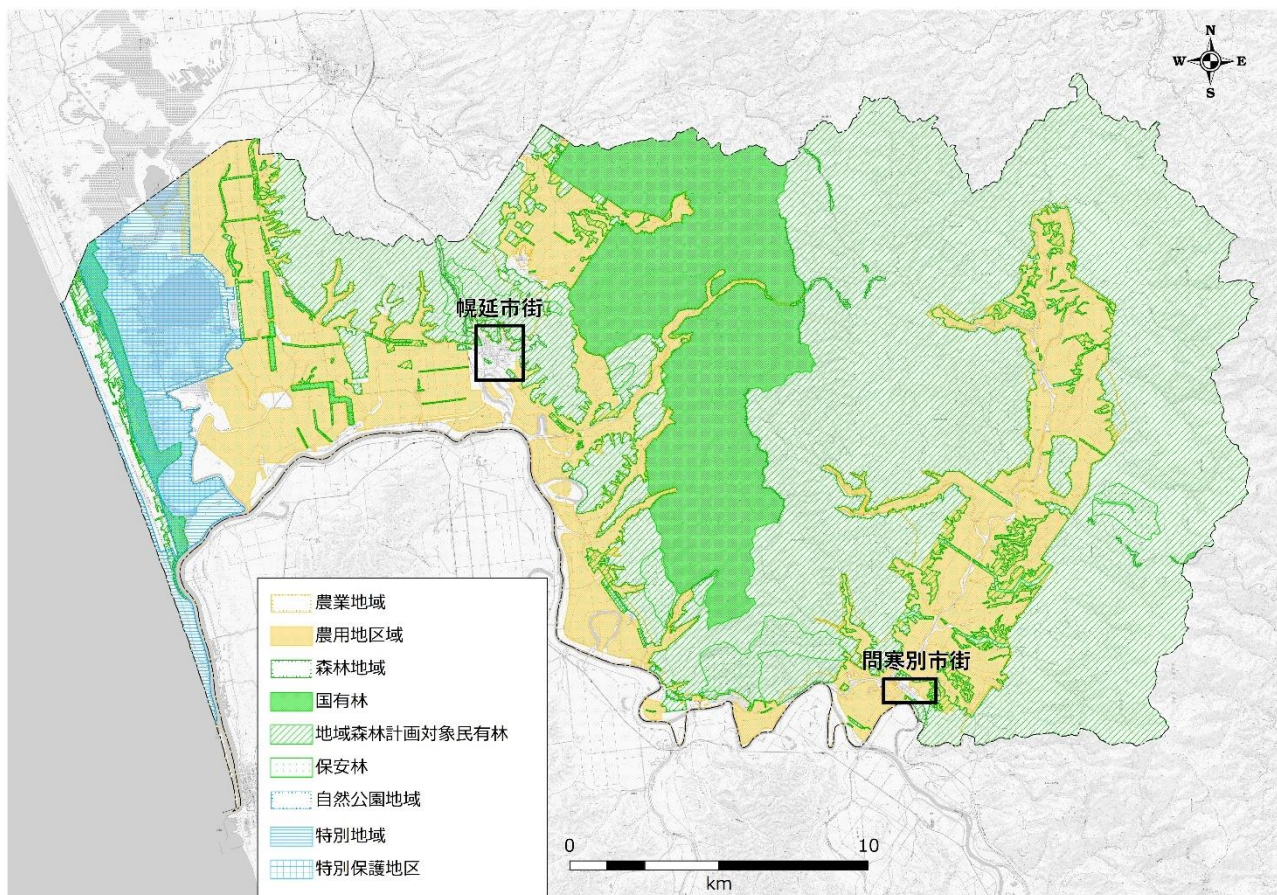 N
W E
S
幌延市街
問寒別市街
農業地域
農用地区域
森林地域
国有林
地域森林計画対象民有林
保安林
自然公園地域
特別地域
特別保護地区
0 10
km